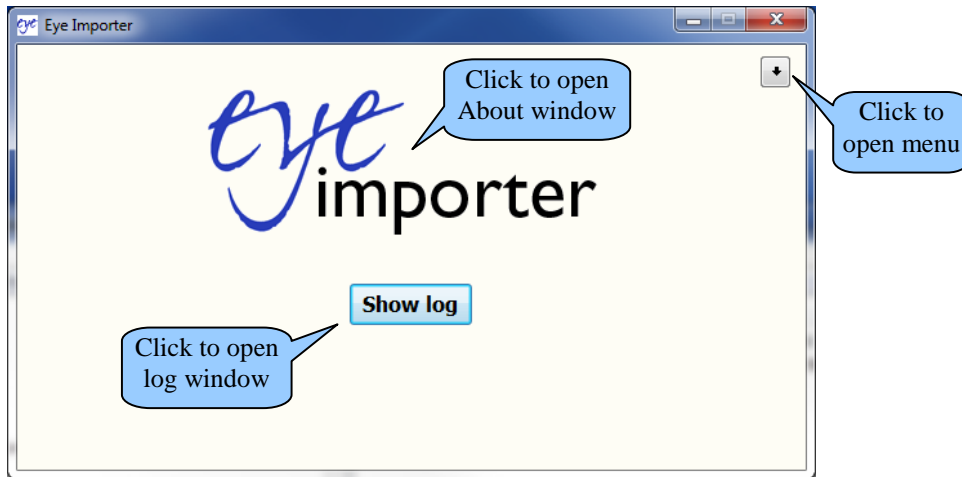 eye Eye Importer
Click to open
About window
Click to
open menu
eye
importer
Show log
Click to open
log window